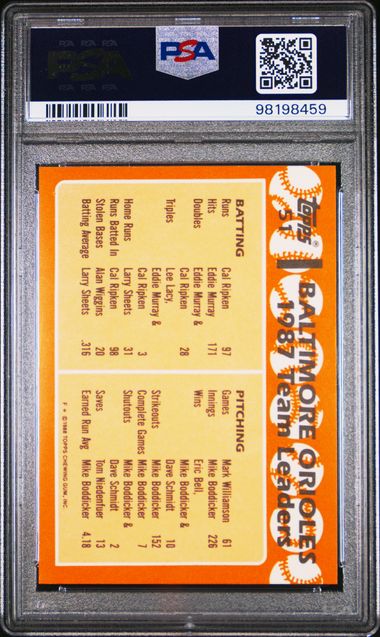 PSA
PSA
98198459
Topps®
51
BALTIMORE ORIOLES
1987 Team Leaders
BATTING
Runs Cal Ripken 97
Hits Eddie Murray & 171
Doubles Eddie Murray &
Cal Ripken 28
Triples Lee Lacy,
Eddie Murray &
Cal Ripken 3
Home Runs Larry Sheets 31
Runs Batted In Cal Ripken 98
Stolen Bases Alan Wiggins 20
Batting Average Larry Sheets .316
PITCHING
Games Mark Williamson 61
Innings Mike Boddicker 226
Wins Eric Bell,
Dave Schmidt 10
Strikeouts Mike Boddicker 152
Complete Games Mike Boddicker 7
Shutouts Mike Boddicker &
Dave Schmidt 2
Saves Tom Niedenfuer 13
Earned Run Avg Mike Boddicker 4.18
F * © 1988 TOPPS CHEWING GUM, INC.